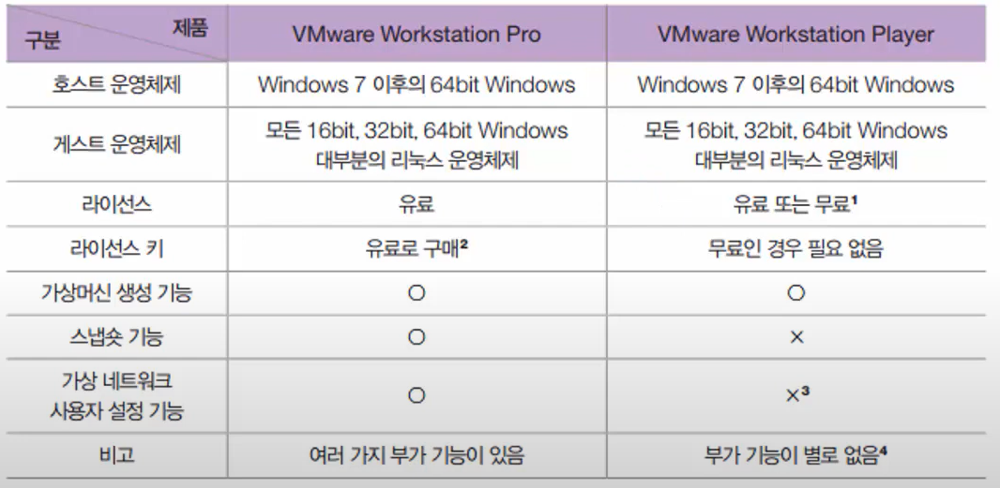 구분 제품 VMware Workstation Pro VMware Workstation Player
호스트 운영체제 Windows 7 이후의 64bit Windows Windows 7 이후의 64bit Windows
게스트 운영체제 모든 16bit, 32bit, 64bit Windows 모든 16bit, 32bit, 64bit Windows
대부분의 리눅스 운영체제 대부분의 리눅스 운영체제
라이선스 유료 유료 또는 무료¹
라이선스 키 유료로 구매² 무료인 경우 필요 없음
가상머신 생성 기능 ○ ○
스냅숏 기능 ○ ×
가상 네트워크
사용자 설정 기능 ○ ×³
비고 여러 가지 부가 기능이 있음 부가 기능이 별로 없음⁴